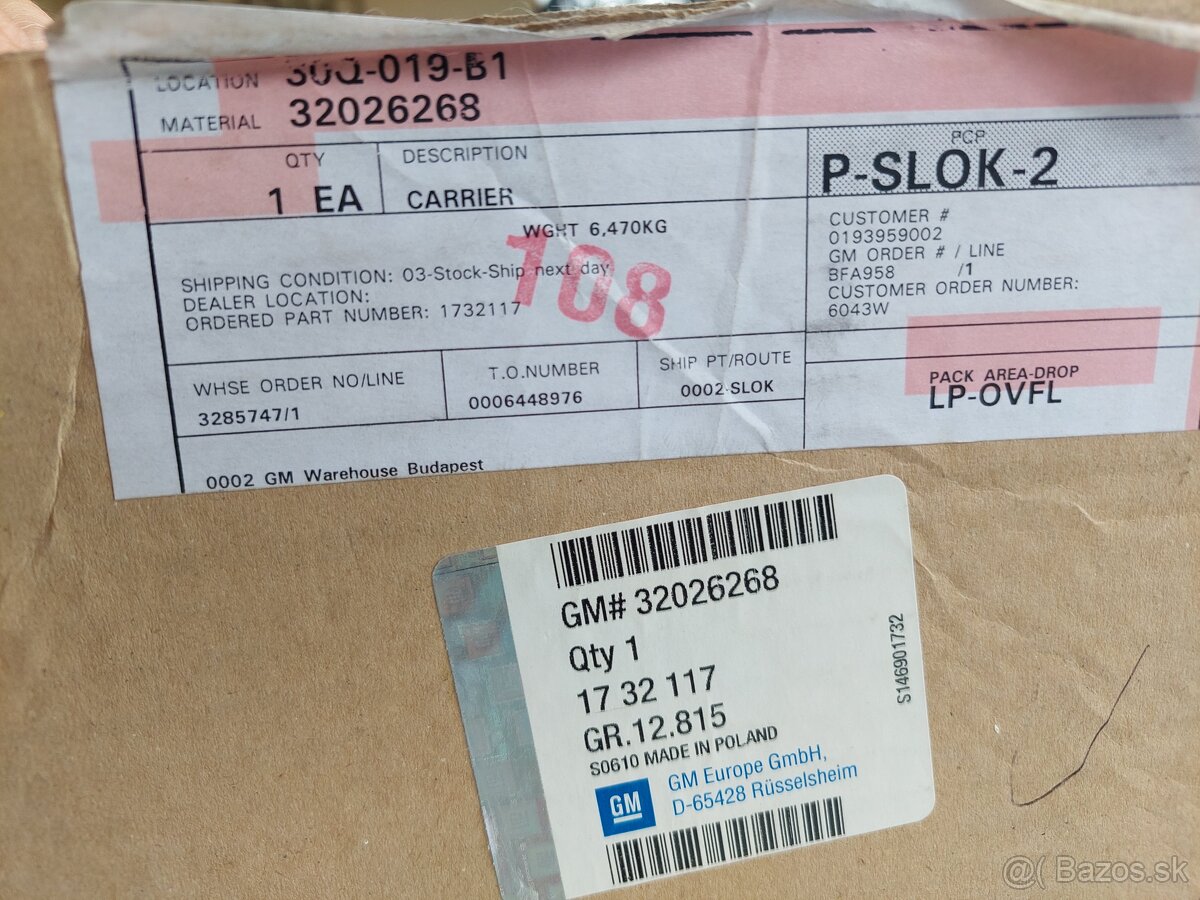 LOCATION 30Q-019-B1
MATERIAL 32026268
QTY
1 EA
DESCRIPTION
CARRIER
PCP
P-SLOK-2
WGHT 6,470KG
SHIPPING CONDITION: 03-Stock-Ship next day
DEALER LOCATION:
ORDERED PART NUMBER: 1732117
108
CUSTOMER #
0193959002
GM ORDER # / LINE
BFA958 /1
CUSTOMER ORDER NUMBER:
6043W
WHSE ORDER NO/LINE
3285747/1
T.O.NUMBER
0006448976
SHIP PT/ROUTE
0002 SLOK
PACK AREA-DROP
LP-OVFL
0002 GM Warehouse Budapest
GM# 32026268
Qty 1
17 32 117
GR.12.815
S0610 MADE IN POLAND
GM
GM Europe GmbH,
D-65428 Rüsselsheim
S146901732
@( Bazos.sk